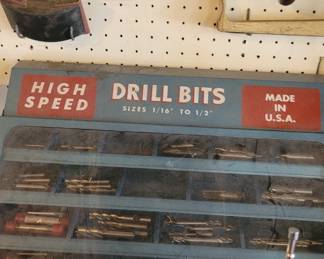 HIGH
SPEED
DRILL BITS
SIZES 1/16" TO 1/2"
MADE
IN
U.S.A.